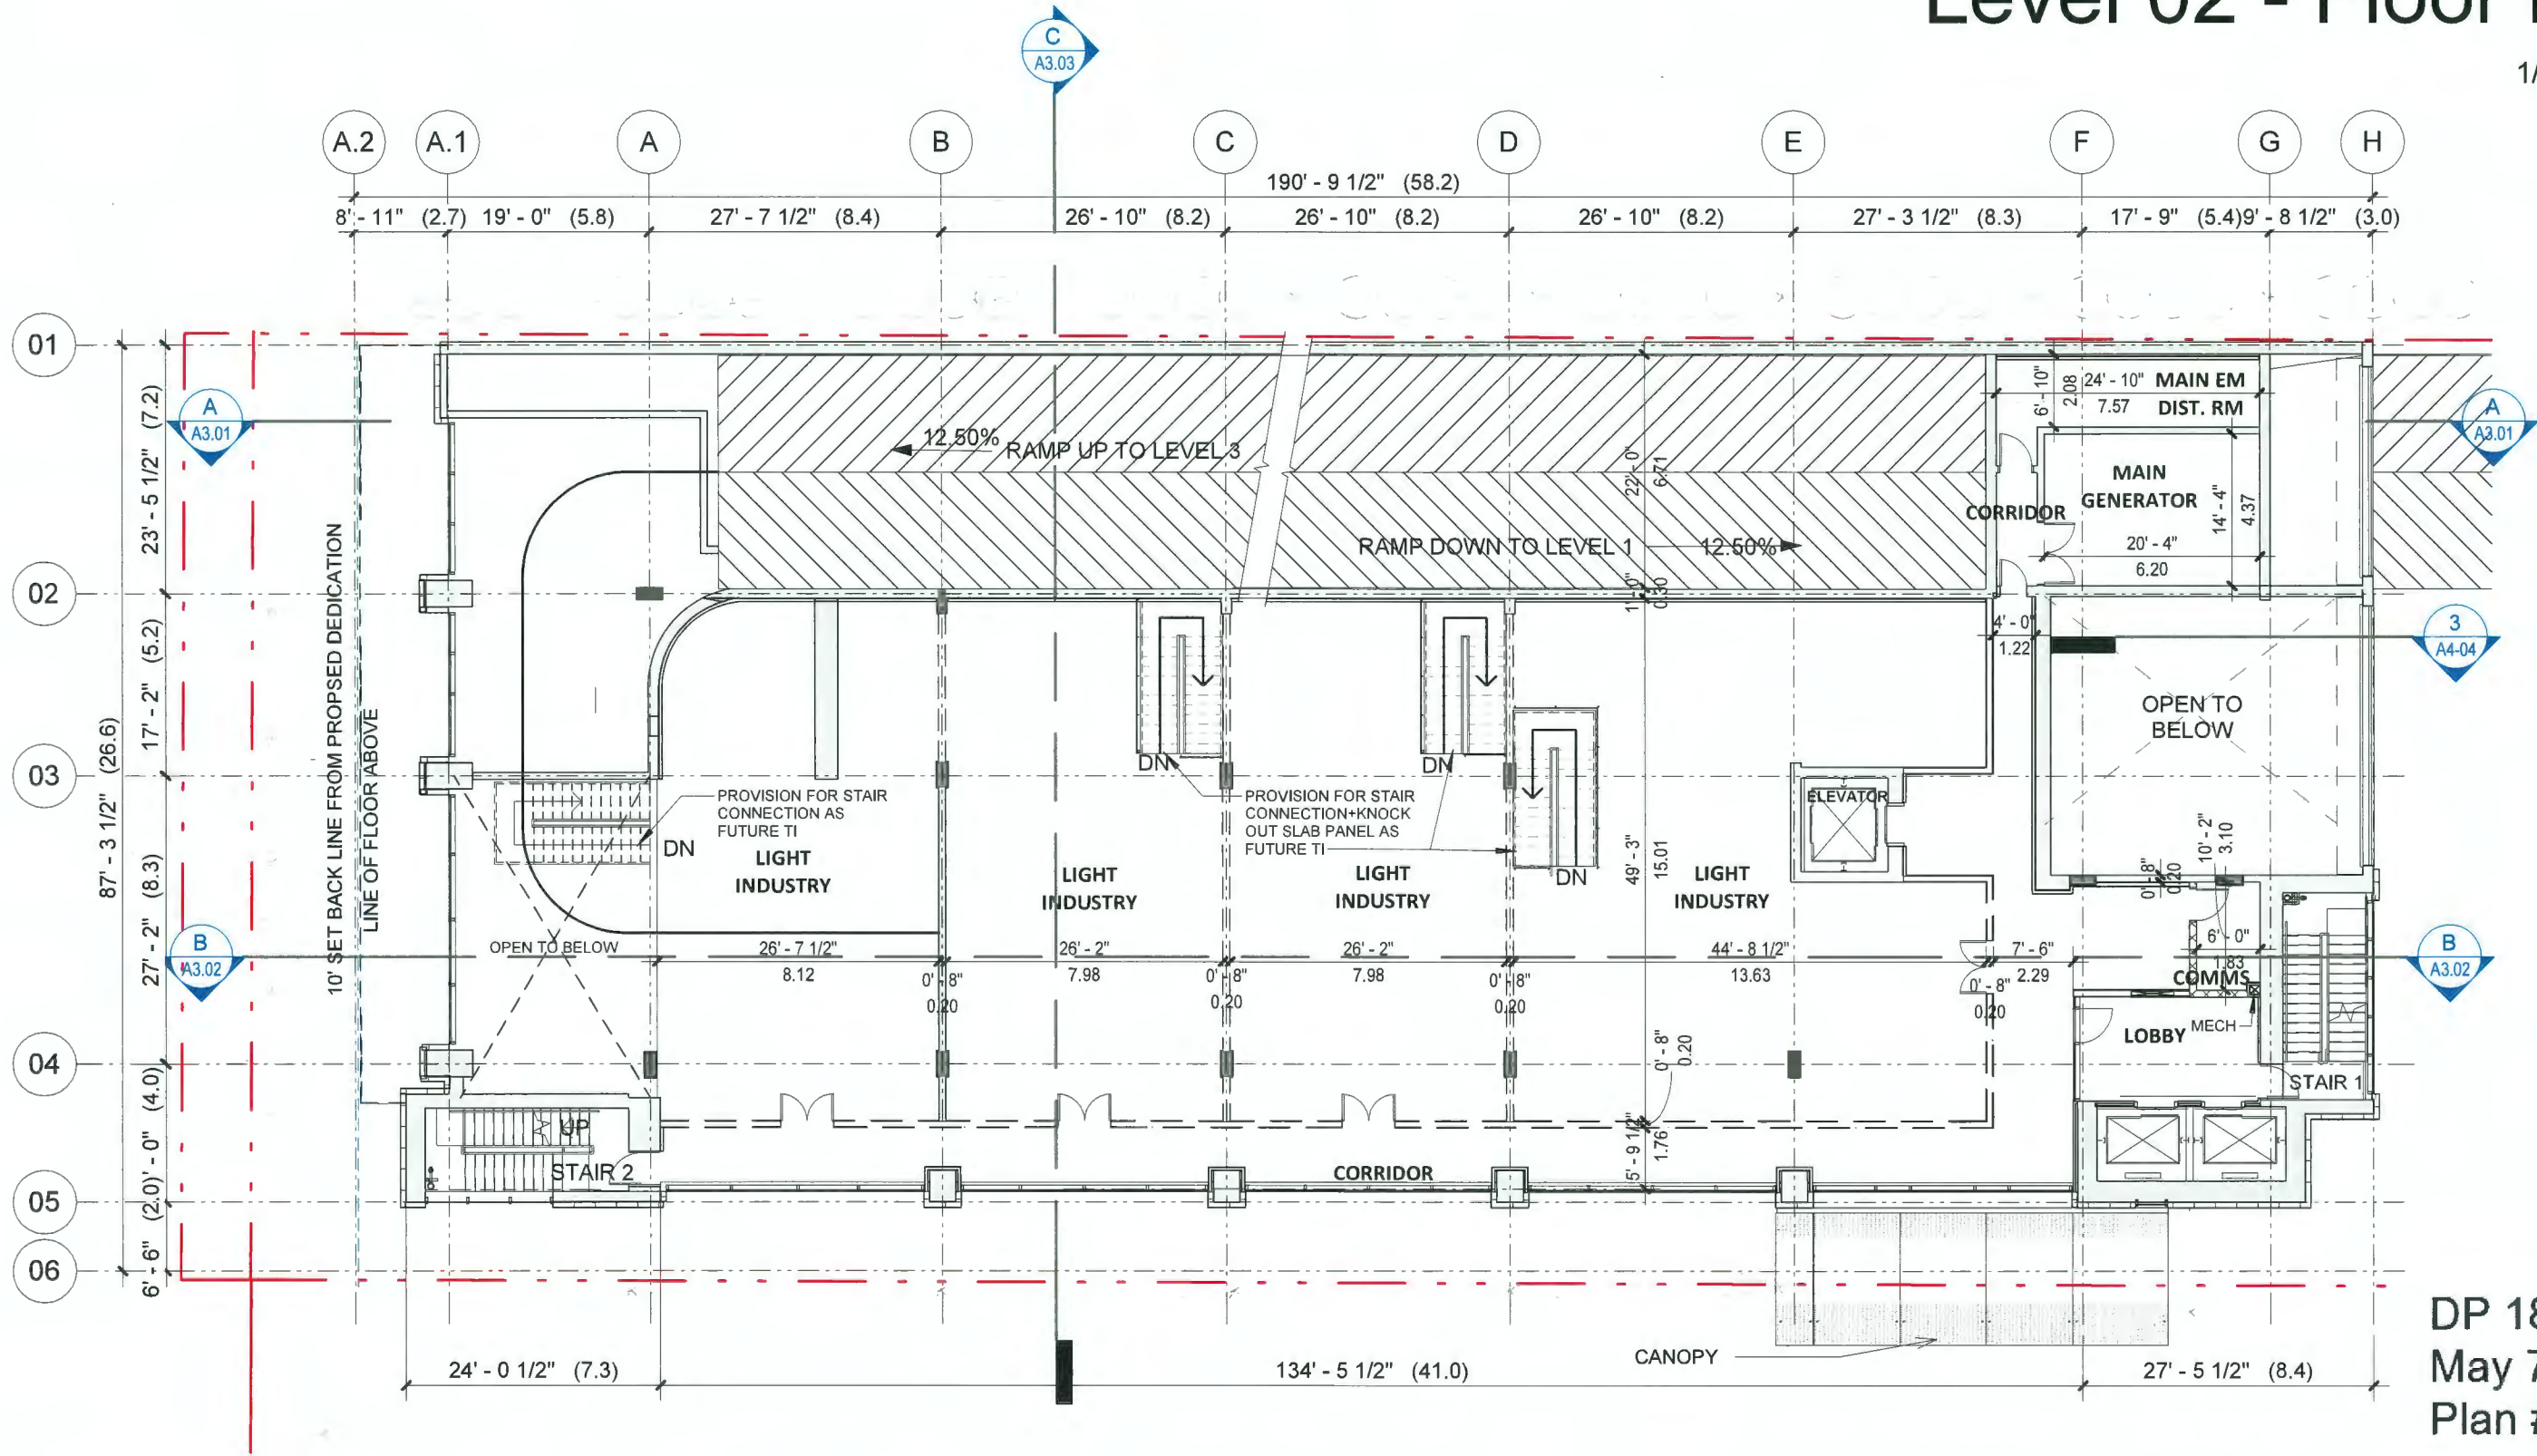 Level 02 - Floor
1/
C
A3.03
A.2
A.1
A
B
C
D
E
F
G
H
190' - 9 1/2" (58.2)
8' - 11" (2.7)
19' - 0" (5.8)
27' - 7 1/2" (8.4)
26' - 10" (8.2)
26' - 10" (8.2)
26' - 10" (8.2)
27' - 3 1/2" (8.3)
17' - 9" (5.4)
9' - 8 1/2" (3.0)
01
02
03
04
05
06
87' - 3 1/2" (26.6)
23' - 5 1/2" (7.2)
17' - 2" (5.2)
27' - 2" (8.3)
(4.0)
' - 0"
(2.0)
6' - 6"
A
A3.01
A
A3.01
3
A4-04
B
A3.02
B
A3.02
10' SET BACK LINE FROM PROPSED DEDICATION
LINE OF FLOOR ABOVE
12.50%
RAMP UP TO LEVEL 3
RAMP DOWN TO LEVEL 1
12.50%
22' - 0"
6.71
1' - 0"
0.30
6' - 10"
2.08
24' - 10"
7.57
MAIN EM
DIST. RM
MAIN
GENERATOR
14' - 4"
4.37
20' - 4"
6.20
CORRIDOR
4' - 0"
1.22
OPEN TO
BELOW
DN
DN
DN
DN
PROVISION FOR STAIR
CONNECTION AS
FUTURE TI
PROVISION FOR STAIR
CONNECTION+KNOCK
OUT SLAB PANEL AS
FUTURE TI
ELEVATOR
LIGHT
INDUSTRY
LIGHT
INDUSTRY
LIGHT
INDUSTRY
LIGHT
INDUSTRY
49' - 3"
15.01
10' - 2"
3.10
0' - 8"
0.20
OPEN TO BELOW
26' - 7 1/2"
8.12
0' - 8"
0.20
26' - 2"
7.98
0' - 8"
0.20
26' - 2"
7.98
0' - 8"
0.20
44' - 8 1/2"
13.63
0' - 8"
0.20
7' - 6"
2.29
6' - 0"
1.83
COMMS
LOBBY
MECH
STAIR 1
0' - 8"
0.20
5' - 9 1/2"
1.76
UP
STAIR 2
CORRIDOR
CANOPY
24' - 0 1/2" (7.3)
134' - 5 1/2" (41.0)
27' - 5 1/2" (8.4)
DP 18
May 7
Plan #